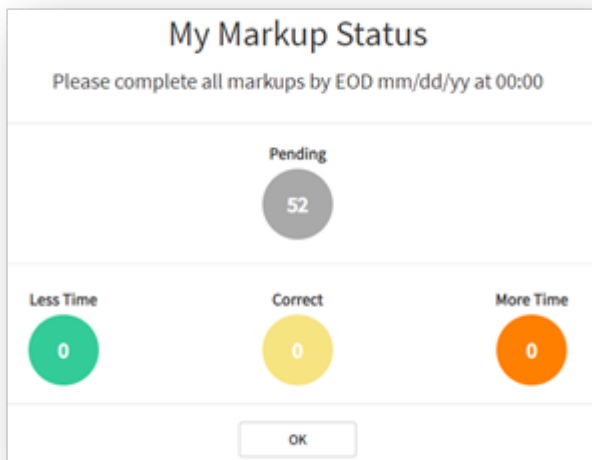 My Markup Status
Please complete all markups by EOD mm/dd/yy at 00:00
Pending
52
Less Time Correct More Time
0 0 0
OK